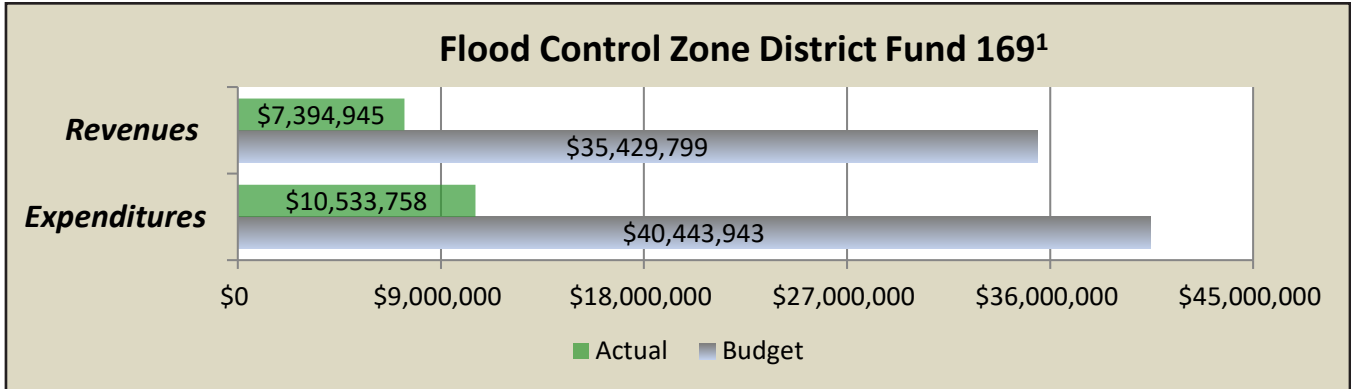 Flood Control Zone District Fund 169¹
Revenues
$7,394,945
$35,429,799
Expenditures
$10,533,758
$40,443,943
$0 $9,000,000 $18,000,000 $27,000,000 $36,000,000 $45,000,000
Actual Budget